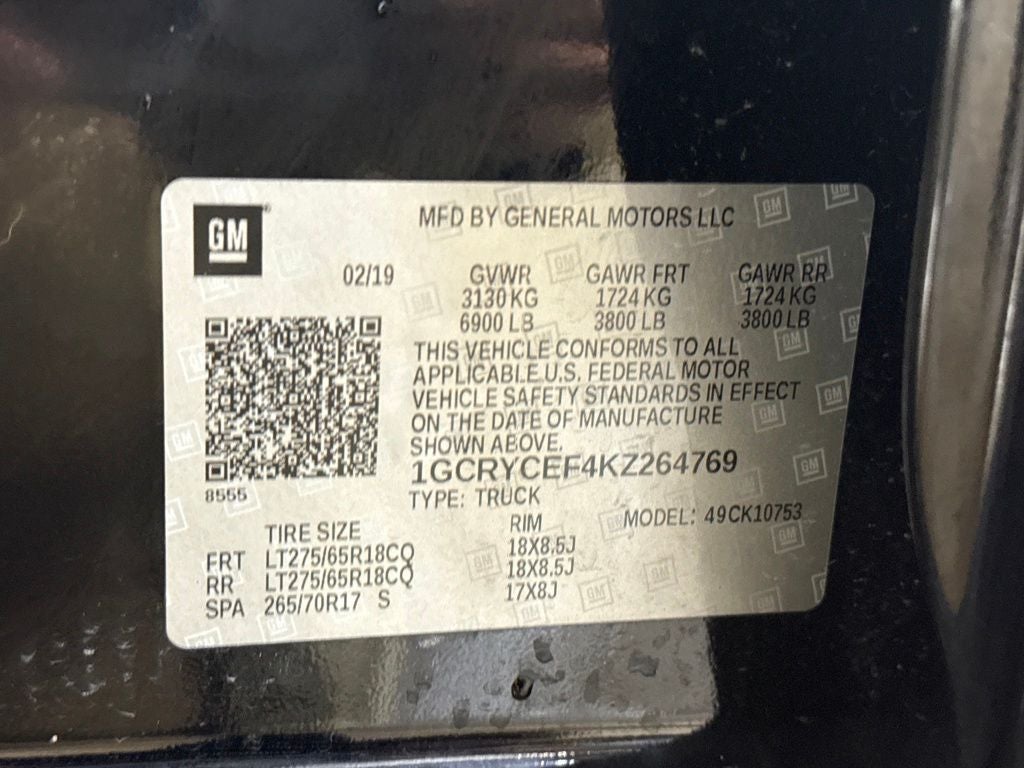 GM
MFD BY GENERAL MOTORS LLC
02/19 GVWR GAWR FRT GAWR RR
3130 KG 1724 KG 1724 KG
6900 LB 3800 LB 3800 LB
THIS VEHICLE CONFORMS TO ALL
APPLICABLE U.S. FEDERAL MOTOR
VEHICLE SAFETY STANDARDS IN EFFECT
ON THE DATE OF MANUFACTURE
SHOWN ABOVE.
1GCRYCEF4KZ264769
8555
TYPE: TRUCK
MODEL: 49CK10753
TIRE SIZE RIM
FRT LT275/65R18CQ 18X8.5J
RR LT275/65R18CQ 18X8.5J
SPA 265/70R17 S 17X8J